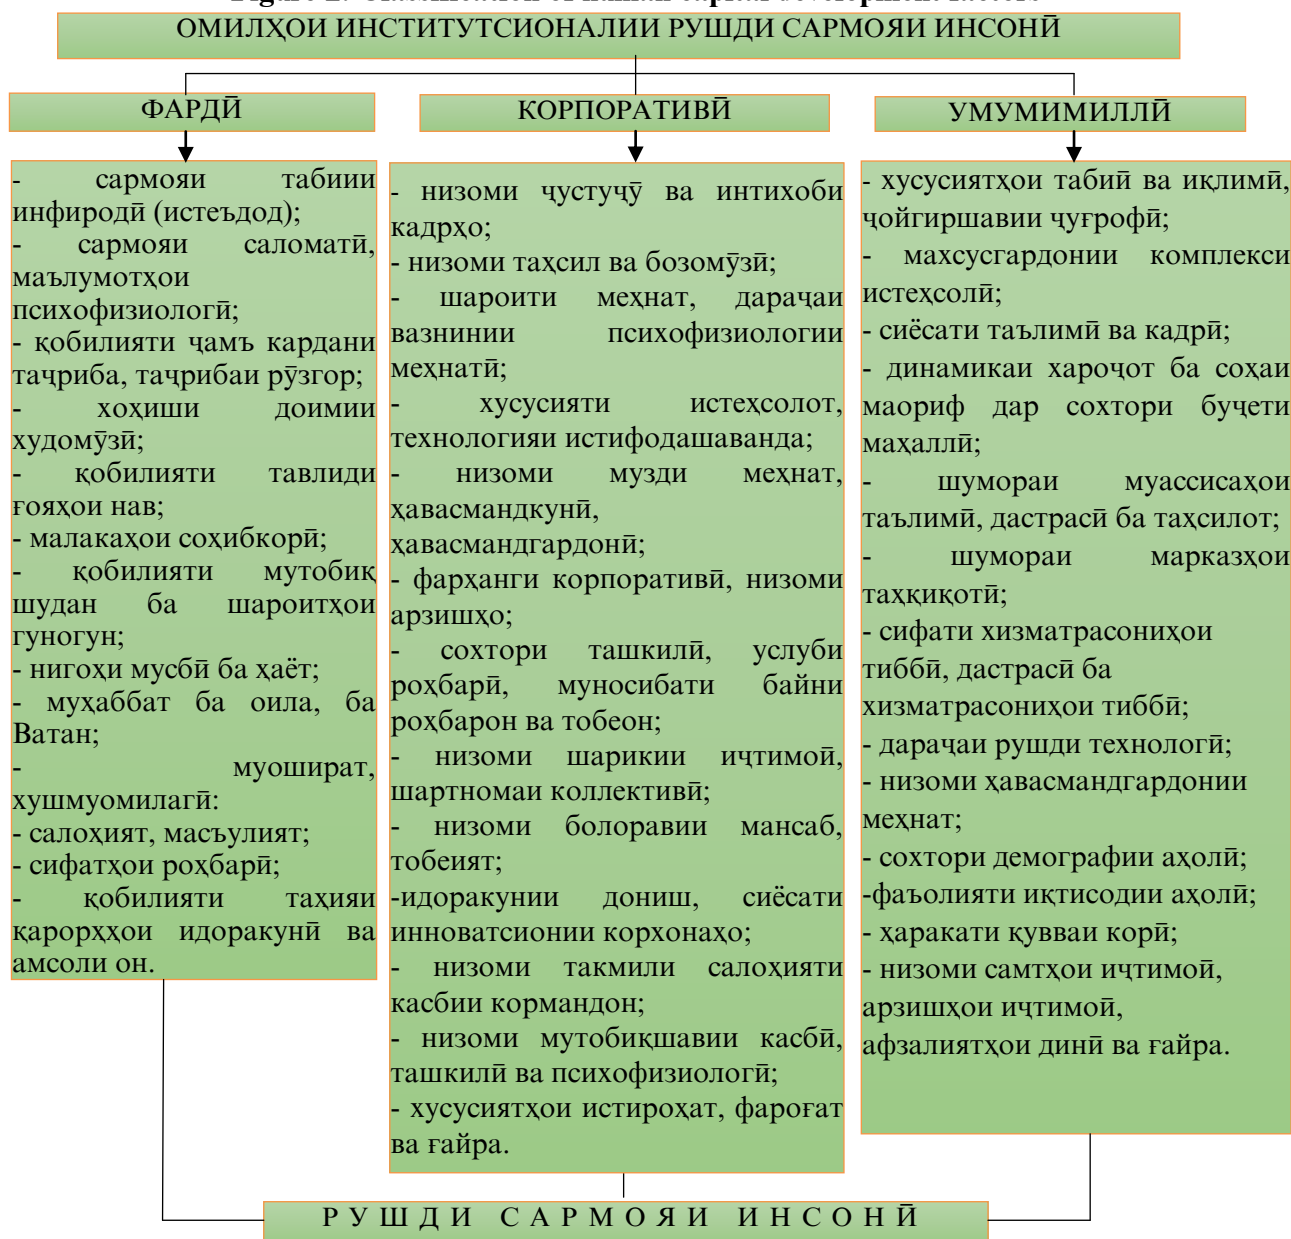 ОМИЛҲОИ ИНСТИТУТСИОНАЛИИ РУШДИ САРМОЯИ ИНСОНӢ
ФАРДӢ
- сармояи табиии
инфиродӣ (истеъдод);
- сармояи саломатӣ,
маълумотҳои
психофизиологӣ;
- қобилияти ҷамъ кардани
таҷриба, таҷрибаи рӯзгор;
- хоҳиши доимии
худомӯзӣ;
- қобилияти тавлиди
ғояҳои нав;
- малакаҳои соҳибкорӣ;
- қобилияти мутобиқ
шудан ба шароитҳои
гуногун;
- нигоҳи мусбӣ ба ҳаёт;
- муҳаббат ба оила, ба
Ватан;
- муошират,
хушмуомилагӣ:
- салоҳият, масъулият;
- сифатҳои роҳбарӣ;
- қобилияти таҳияи
қарорҳҳои идоракунӣ ва
амсоли он.
КОРПОРАТИВӢ
- низоми ҷустуҷӯ ва интихоби
кадрҳо;
- низоми таҳсил ва бозомӯзӣ;
- шароити меҳнат, дараҷаи
вазнинии психофизиологии
меҳнатӣ;
- хусусияти истеҳсолот,
технологияи истифодашаванда;
- низоми музди меҳнат,
ҳавасмандкунӣ,
ҳавасмандгардонӣ;
- фарҳанги корпоративӣ, низоми
арзишҳо;
- сохтори ташкилӣ, услуби
роҳбарӣ, муносибати байни
роҳбарон ва тобеон;
- низоми шарикии иҷтимоӣ,
шартномаи коллективӣ;
- низоми болоравии мансаб,
тобеият;
-идоракунии дониш, сиёсати
инноватсионии корхонаҳо;
- низоми такмили салоҳияти
касбии кормандон;
- низоми мутобиқшавии касбӣ,
ташкилӣ ва психофизиологӣ;
- хусусиятҳои истироҳат, фароғат
ва ғайра.
УМУМИМИЛЛӢ
- хусусиятҳои табиӣ ва иқлимӣ,
ҷойгиршавии ҷуғрофӣ;
- махсусгардонии комплекси
истеҳсолӣ;
- сиёсати таълимӣ ва кадрӣ;
- динамикаи хароҷот ба соҳаи
маориф дар сохтори буҷети
маҳаллӣ;
- шумораи муассисаҳои
таълимӣ, дастрасӣ ба таҳсилот;
- шумораи марказҳои
таҳқиқотӣ;
- сифати хизматрасониҳои
тиббӣ, дастрасӣ ба
хизматрасониҳои тиббӣ;
- дараҷаи рушди технологӣ;
- низоми ҳавасмандгардонии
меҳнат;
- сохтори демографии аҳолӣ;
-фаъолияти иқтисодии аҳолӣ;
- ҳаракати қувваи корӣ;
- низоми самтҳои иҷтимоӣ,
арзишҳои иҷтимоӣ,
афзалиятҳои динӣ ва ғайра.
Р У Ш Д И С А Р М О Я И И Н С О Н Ӣ